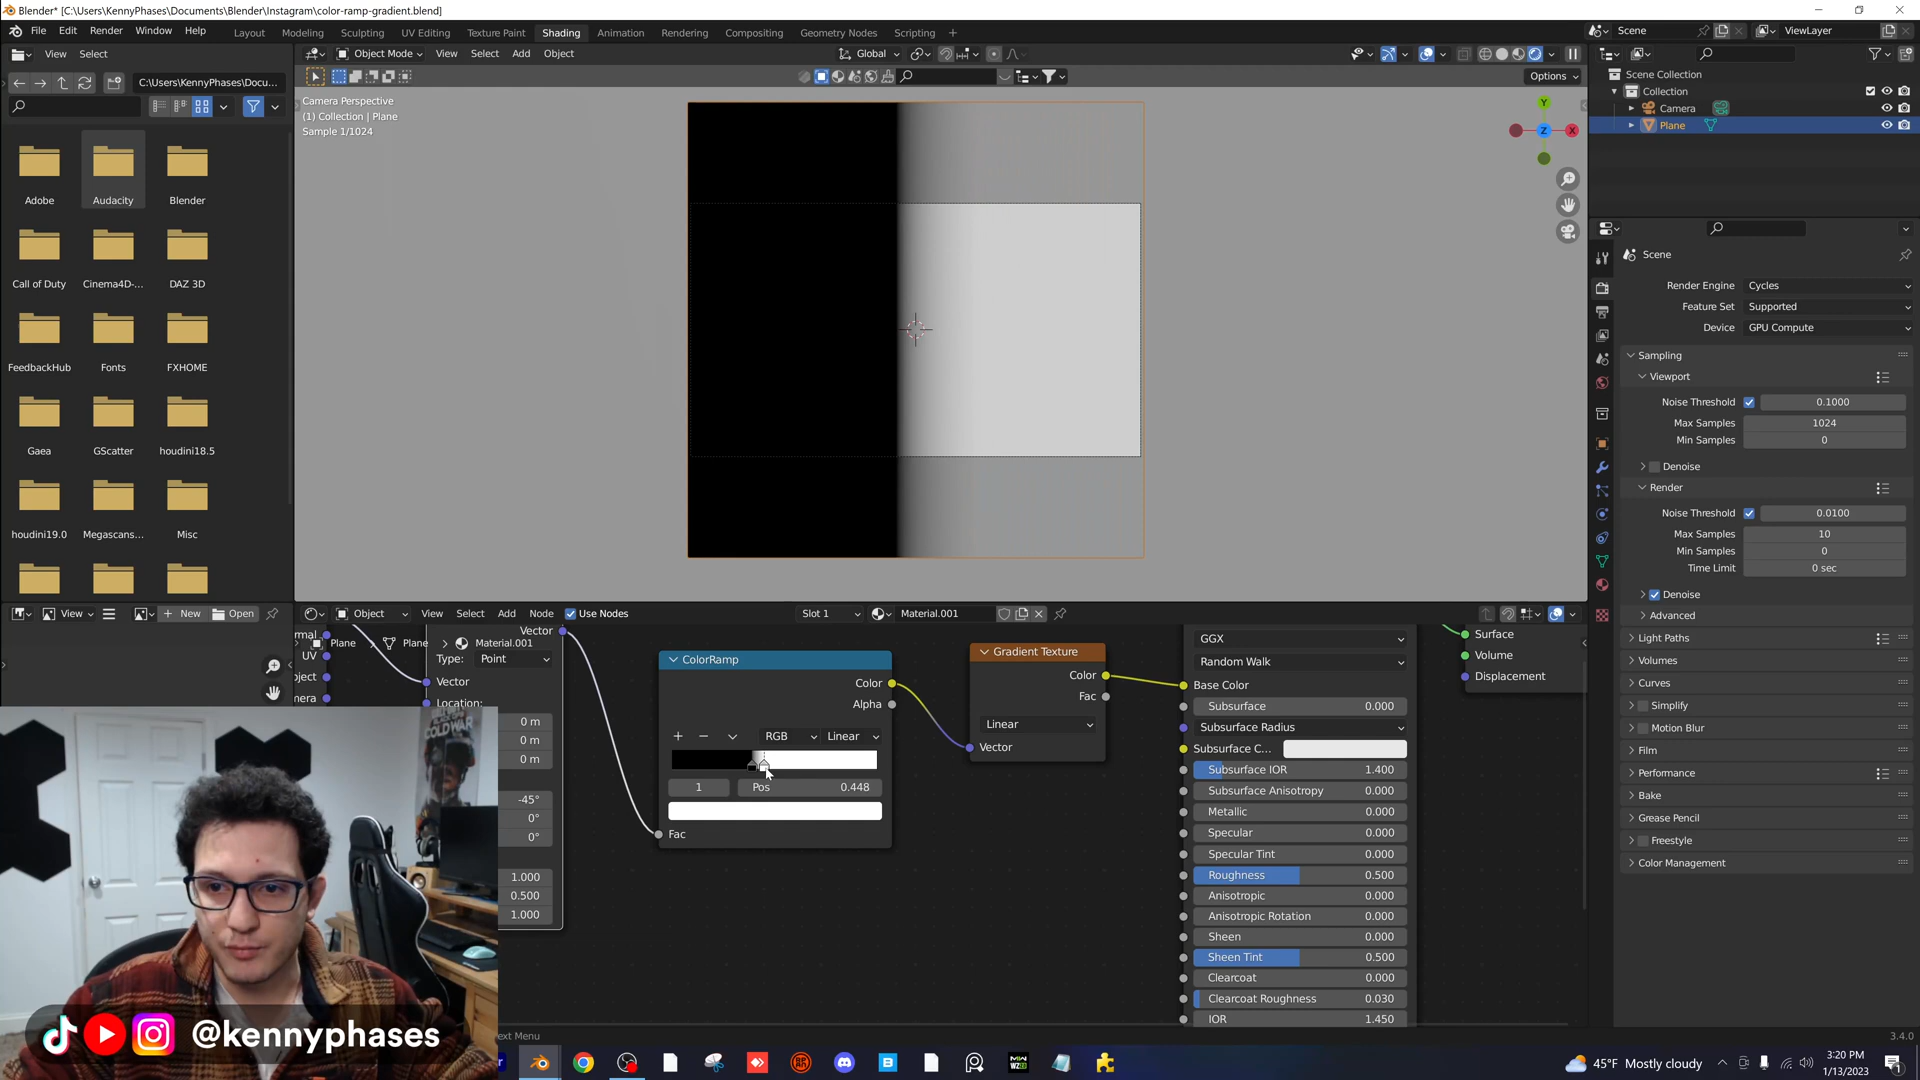 Blender* [C:\Users\KennyPhases\Documents\Blender\Instagram\color-ramp-gradient.blend]
File Edit Render Window Help Layout Modeling Sculpting UV Editing Texture Paint Shading Animation Rendering Compositing Geometry Nodes Scripting + Scene ViewLayer
View Select Object Mode View Select Add Object Global
C:\Users\KennyPhases\Docu... Options
Scene Collection
Collection
Camera
Plane
Camera Perspective
(1) Collection | Plane
Sample 1/1024
Y
X
Z
Adobe Audacity Blender
Call of Duty Cinema4D-... DAZ 3D
FeedbackHub Fonts FXHOME
Gaea GScatter houdini18.5
houdini19.0 Megascans... Misc
Scene
Render Engine Cycles
Feature Set Supported
Device GPU Compute
Sampling
Viewport
Noise Threshold 0.1000
Max Samples 1024
Min Samples 0
Denoise
Render
Noise Threshold 0.0100
Max Samples 10
Min Samples 0
Time Limit 0 sec
Denoise
Advanced
Light Paths
Volumes
Curves
Simplify
Motion Blur
Film
Performance
Bake
Grease Pencil
Freestyle
Color Management
View New Open Object View Select Add Node Use Nodes Slot 1 Material.001
Plane Plane Material.001
UV
Vector
Type: Point
Vector
Location:
0 m
0 m
0 m
-45°
0°
0°
1.000
0.500
1.000
ColorRamp
Color
Alpha
+ − RGB Linear
1 Pos 0.448
Fac
Gradient Texture
Color
Fac
Linear
Vector
GGX
Random Walk
Base Color
Subsurface 0.000
Subsurface Radius
Subsurface C...
Subsurface IOR 1.400
Subsurface Anisotropy 0.000
Metallic 0.000
Specular 0.000
Specular Tint 0.000
Roughness 0.500
Anisotropic 0.000
Anisotropic Rotation 0.000
Sheen 0.000
Sheen Tint 0.500
Clearcoat 0.000
Clearcoat Roughness 0.030
IOR 1.450
Surface
Volume
Displacement
COLD WAR
@kennyphases
3.4.0
45°F Mostly cloudy
3:20 PM
1/13/2023